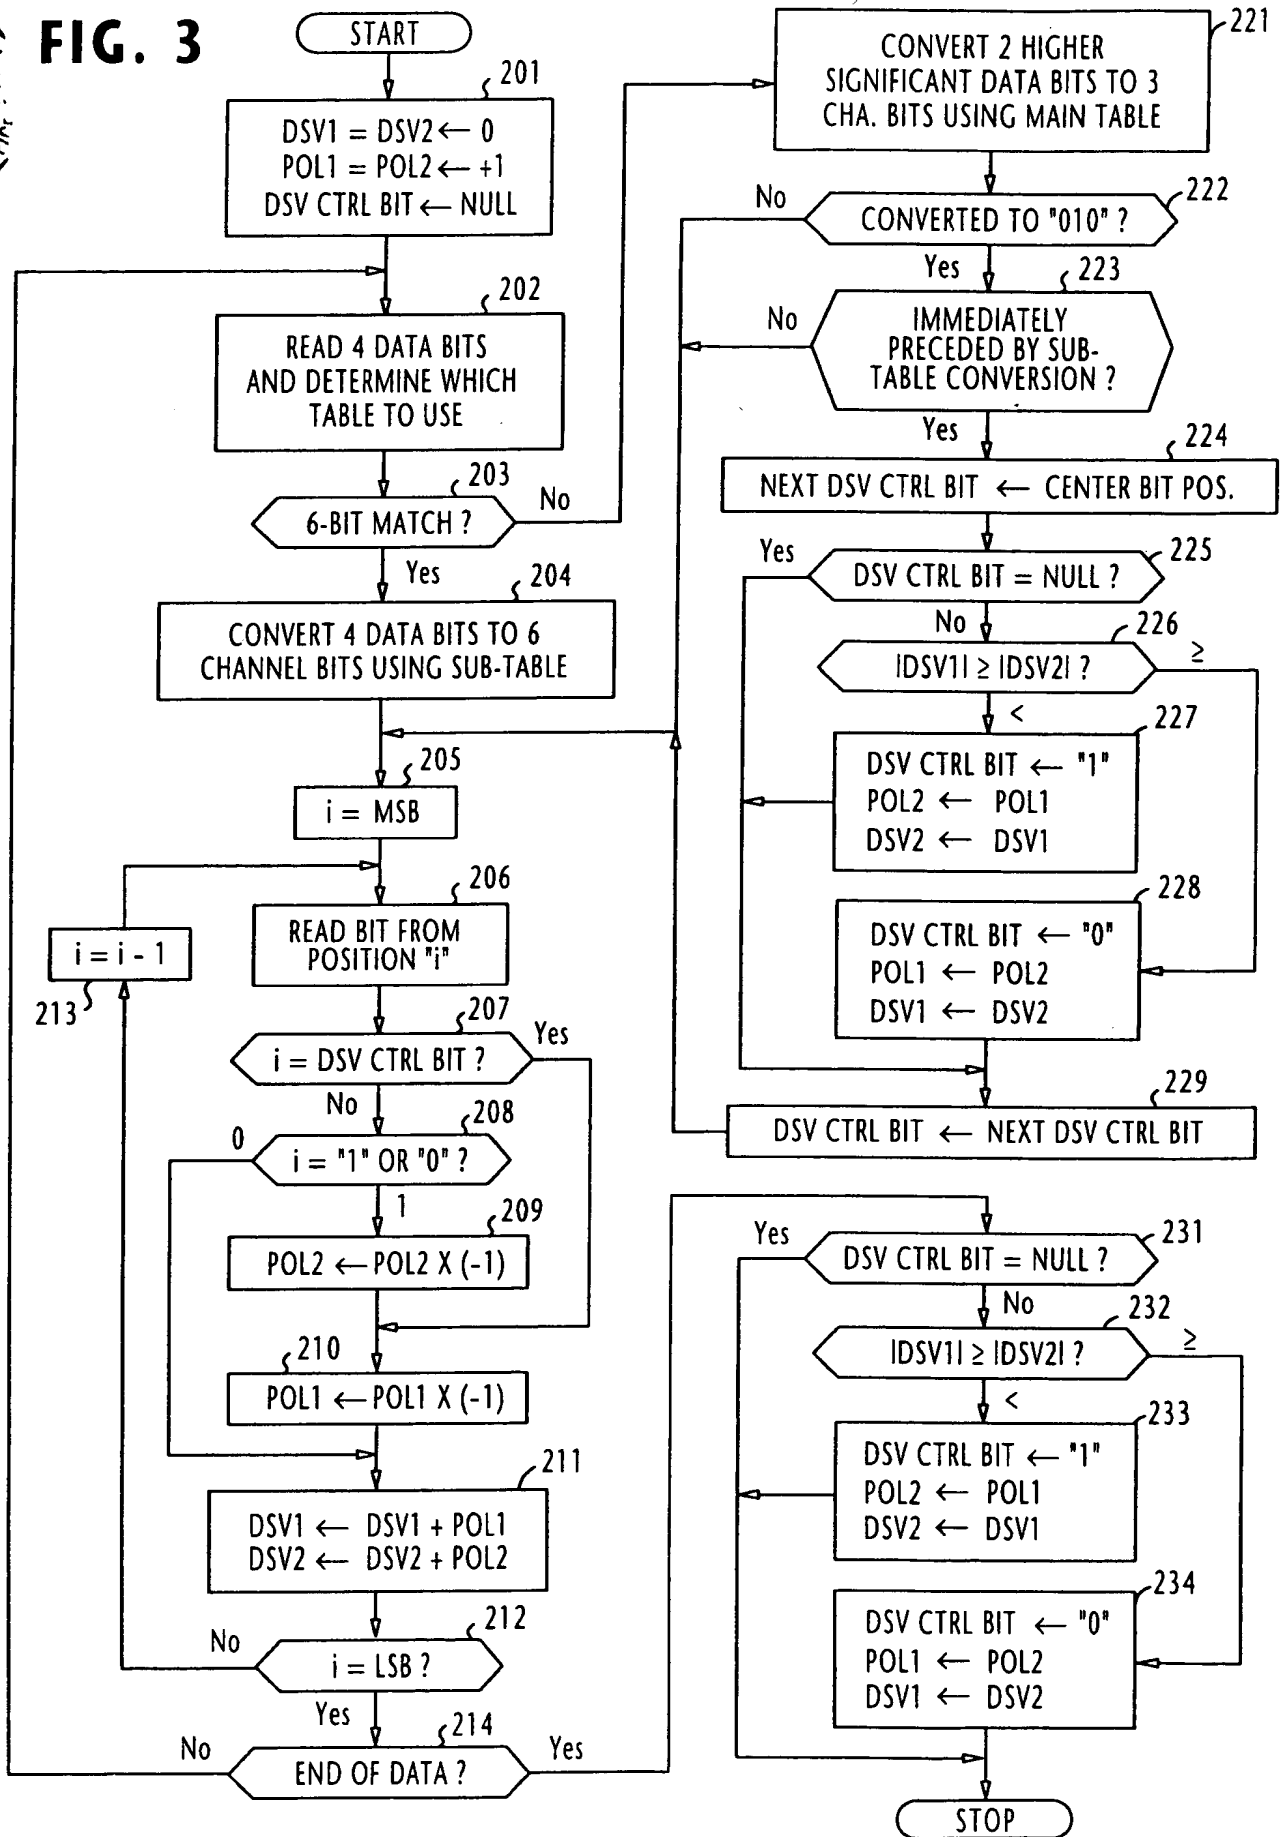 FIG. 3
START
201
DSV1 = DSV2 ← 0
POL1 = POL2 ← +1
DSV CTRL BIT ← NULL
202
READ 4 DATA BITS
AND DETERMINE WHICH
TABLE TO USE
203
6-BIT MATCH ?
No
Yes
204
CONVERT 4 DATA BITS TO 6
CHANNEL BITS USING SUB-TABLE
205
i = MSB
206
READ BIT FROM
POSITION "i"
i = i - 1
213
207
i = DSV CTRL BIT ?
Yes
No
208
0
i = "1" OR "0" ?
1
209
POL2 ← POL2 X (-1)
210
POL1 ← POL1 X (-1)
211
DSV1 ← DSV1 + POL1
DSV2 ← DSV2 + POL2
212
No
i = LSB ?
Yes
214
No
END OF DATA ?
Yes
221
CONVERT 2 HIGHER
SIGNIFICANT DATA BITS TO 3
CHA. BITS USING MAIN TABLE
222
No
CONVERTED TO "010" ?
Yes
223
No
IMMEDIATELY
PRECEDED BY SUB-
TABLE CONVERSION ?
Yes
224
NEXT DSV CTRL BIT ← CENTER BIT POS.
225
Yes
DSV CTRL BIT = NULL ?
No
226
|DSV1| ≥ |DSV2| ?
≥
<
227
DSV CTRL BIT ← "1"
POL2 ← POL1
DSV2 ← DSV1
228
DSV CTRL BIT ← "0"
POL1 ← POL2
DSV1 ← DSV2
229
DSV CTRL BIT ← NEXT DSV CTRL BIT
231
Yes
DSV CTRL BIT = NULL ?
No
232
|DSV1| ≥ |DSV2| ?
≥
<
233
DSV CTRL BIT ← "1"
POL2 ← POL1
DSV2 ← DSV1
234
DSV CTRL BIT ← "0"
POL1 ← POL2
DSV1 ← DSV2
STOP